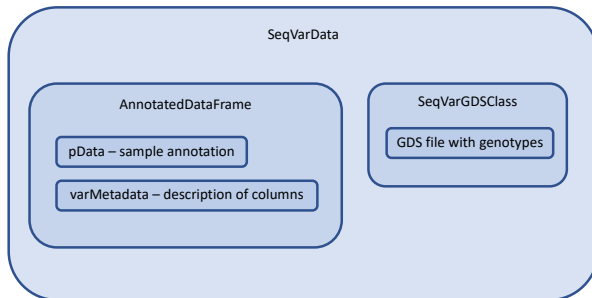 SeqVarData
AnnotatedDataFrame
pData – sample annotation
varMetadata – description of columns
SeqVarGDSClass
GDS file with genotypes